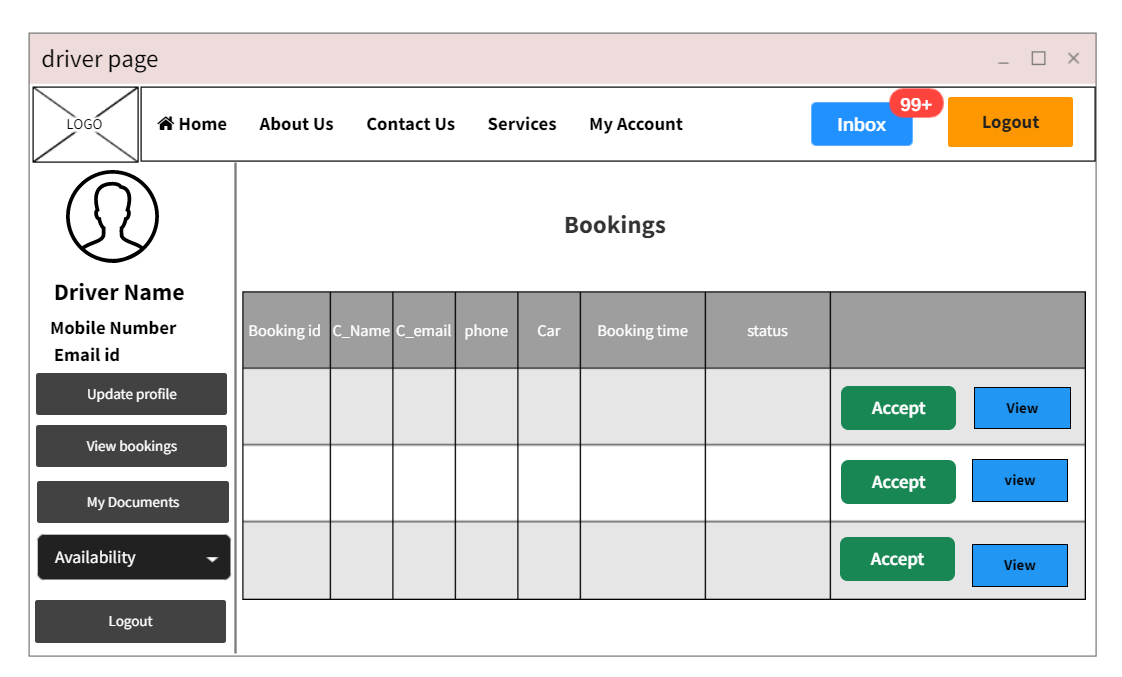 driver page
LOGO
Home About Us Contact Us Services My Account Inbox 99+ Logout
Bookings
Driver Name
Mobile Number
Email id
Update profile
View bookings
My Documents
Availability
Logout
Booking id C_Name C_email phone Car Booking time status
Accept View
Accept view
Accept View